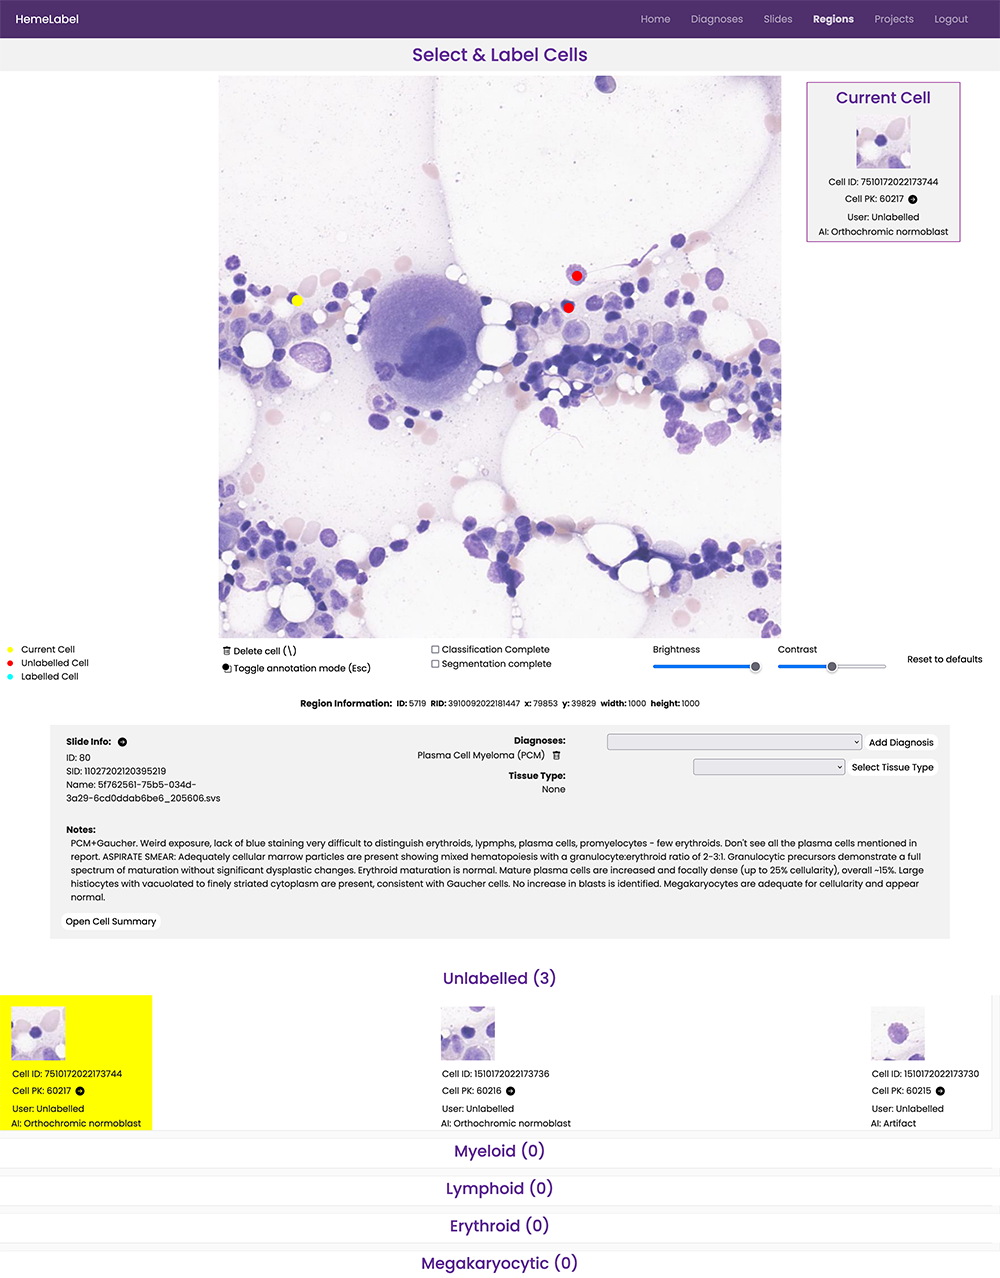 HemeLabel
Home Diagnoses Slides Regions Projects Logout
Select & Label Cells
Current Cell
Cell ID: 7510172022173744
Cell PK: 60217
User: Unlabelled
AI: Orthochromic normoblast
Current Cell
Unlabelled Cell
Labelled Cell
Delete cell (\)
Toggle annotation mode (Esc)
Classification Complete
Segmentation complete
Brightness
Contrast
Reset to defaults
Region Information: ID: 5719 RID: 3910092022181447 x: 79853 y: 39829 width: 1000 height: 1000
Slide Info:
ID: 80
SID: 11027202120395219
Name: 5f762561-75b5-034d-
3a29-6cd0ddab6be6_205606.svs
Diagnoses:
Plasma Cell Myeloma (PCM)
Tissue Type:
None
Add Diagnosis
Select Tissue Type
Notes:
PCM+Gaucher. Weird exposure, lack of blue staining very difficult to distinguish erythroids, lypmphs, plasma cells, promyelocytes - few erythroids. Don't see all the plasma cells mentioned in
report. ASPIRATE SMEAR: Adequately cellular marrow particles are present showing mixed hematopoiesis with a granulocyte:erythroid ratio of 2-3:1. Granulocytic precursors demonstrate a full
spectrum of maturation without significant dysplastic changes. Erythroid maturation is normal. Mature plasma cells are increased and focally dense (up to 25% cellularity), overall ~15%. Large
histiocytes with vacuolated to finely striated cytoplasm are present, consistent with Gaucher cells. No increase in blasts is identified. Megakaryocytes are adequate for cellularity and appear
normal.
Open Cell Summary
Unlabelled (3)
Cell ID: 7510172022173744
Cell PK: 60217
User: Unlabelled
AI: Orthochromic normoblast
Cell ID: 1510172022173736
Cell PK: 60216
User: Unlabelled
AI: Orthochromic normoblast
Cell ID: 1510172022173730
Cell PK: 60215
User: Unlabelled
AI: Artifact
Myeloid (0)
Lymphoid (0)
Erythroid (0)
Megakaryocytic (0)